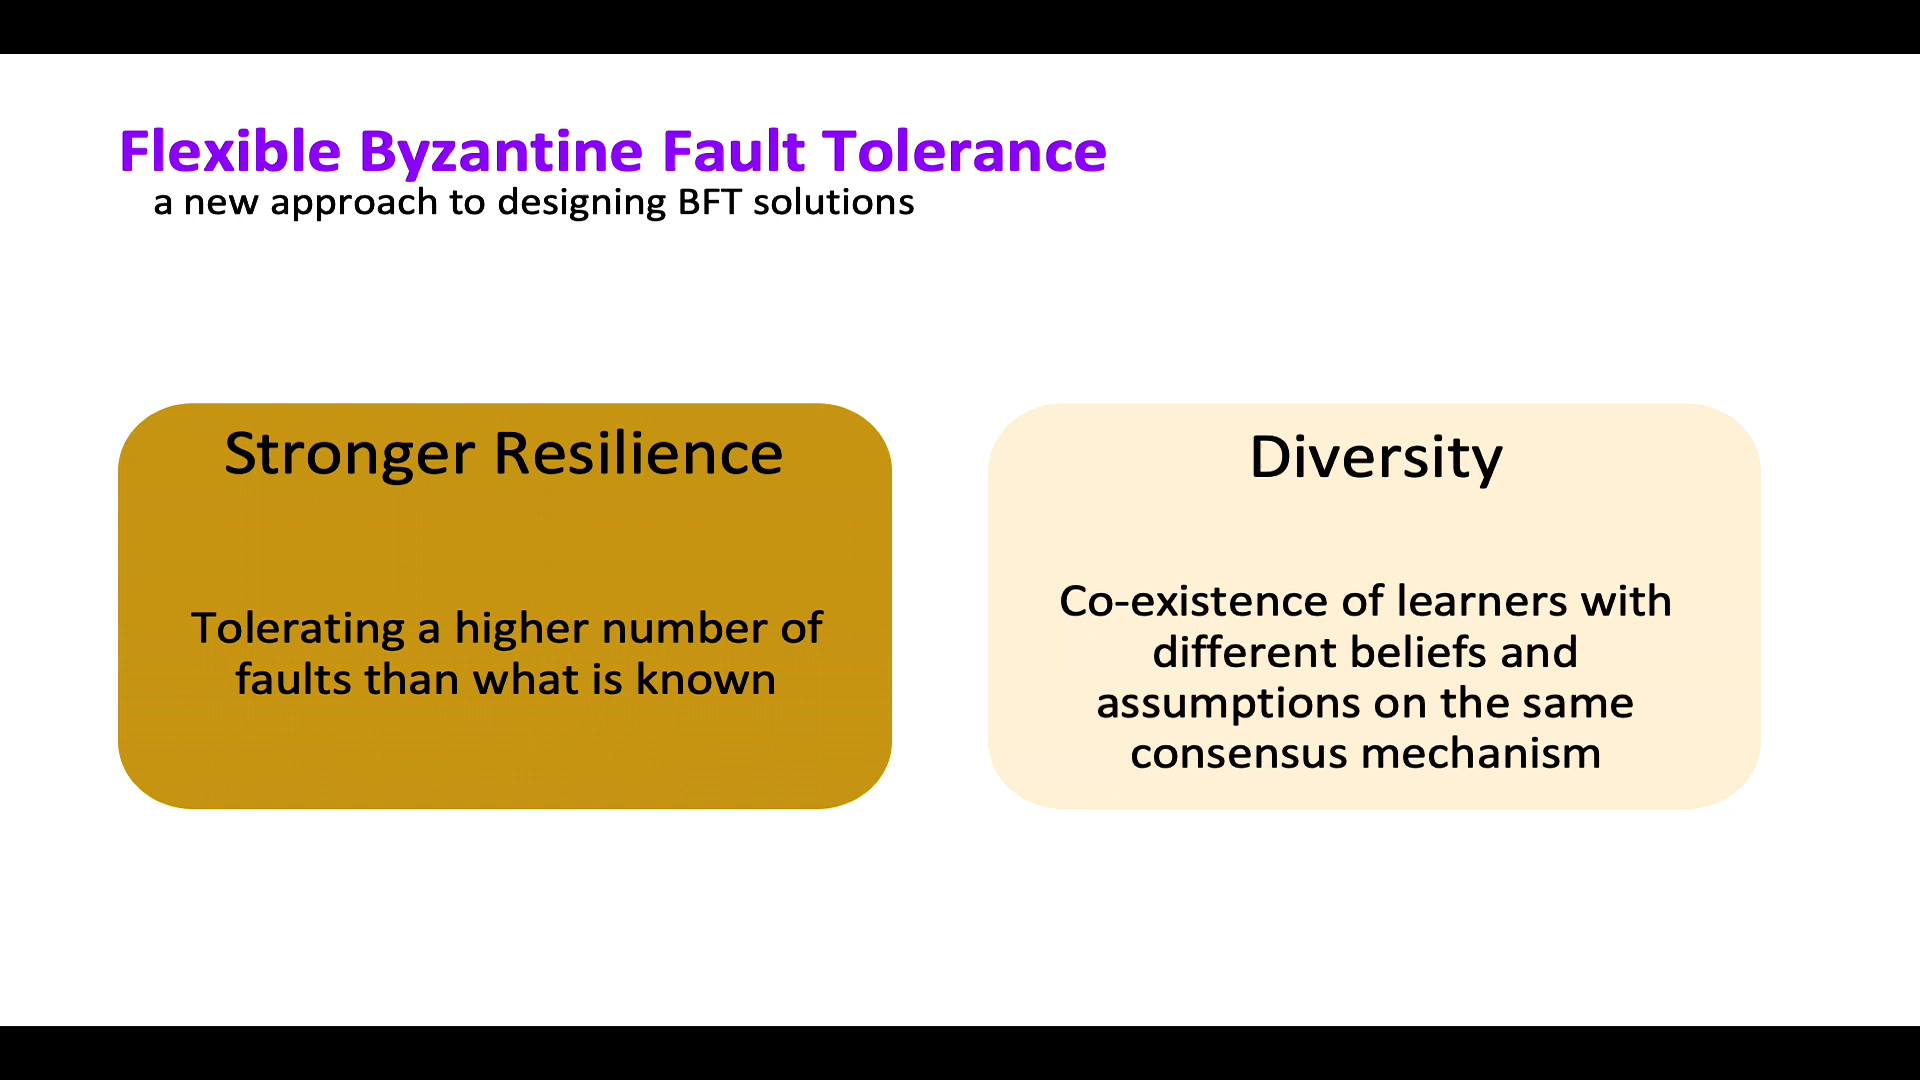 Flexible Byzantine Fault Tolerance
a new approach to designing BFT solutions
Stronger Resilience
Tolerating a higher number of
faults than what is known
Diversity
Co-existence of learners with
different beliefs and
assumptions on the same
consensus mechanism